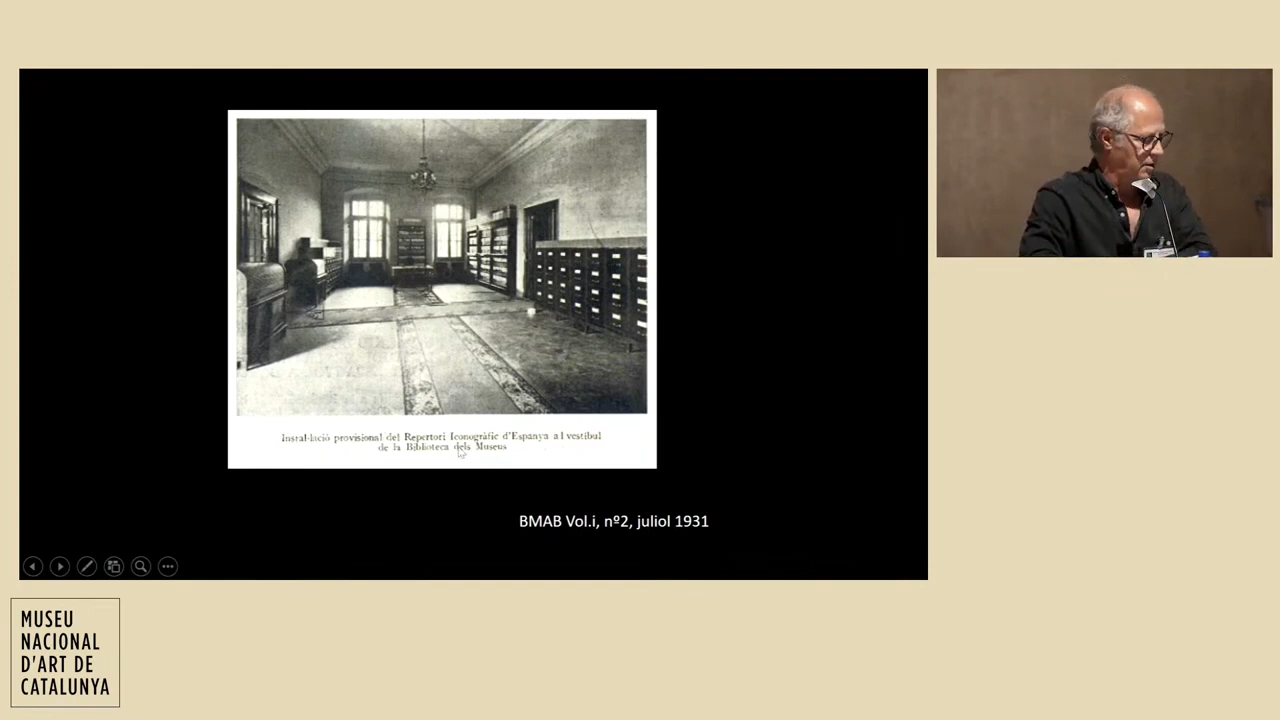 Instal·lació provisional del Repertori Iconogràfic d'Espanya al vestíbul
de la Biblioteca dels Museus
BMAB Vol.i, nº2, juliol 1931
MUSEU
NACIONAL
D'ART DE
CATALUNYA